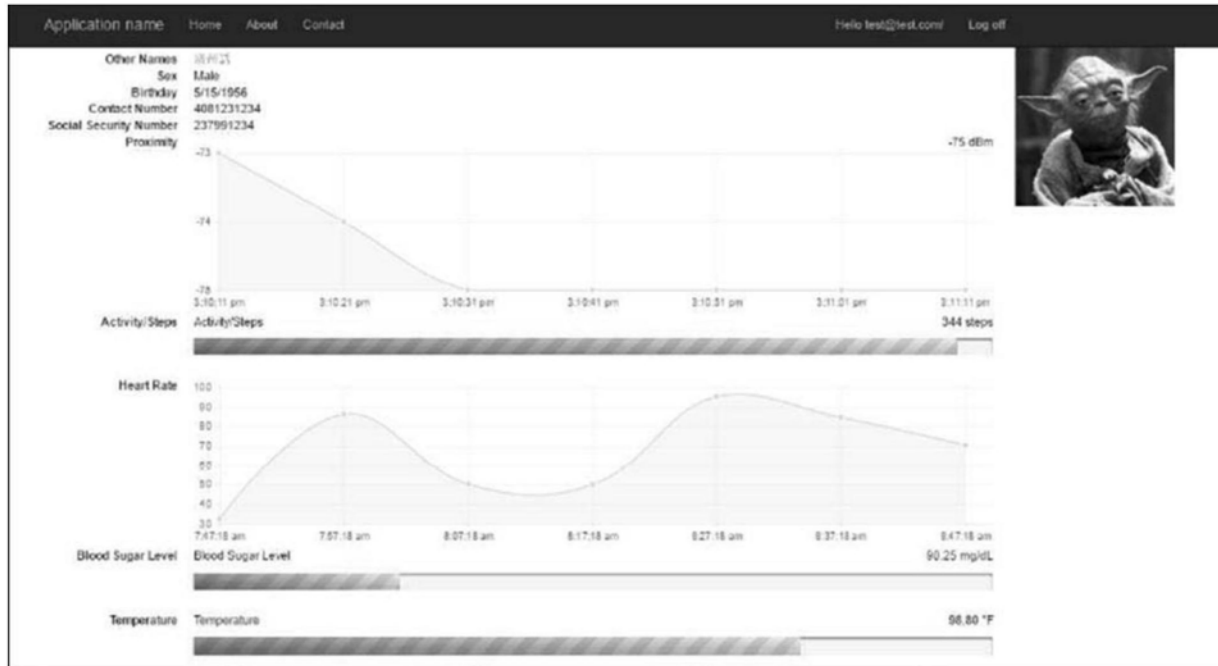 Application name Home About Contact Hello test@test.com! Log off
Other Names
Sex Male
Birthday 5/15/1956
Contact Number 4081231234
Social Security Number 237991234
Proximity -75 dBm
-73
-74
3:10:11 pm 3:10:21 pm 3:10:31 pm 3:10:41 pm 3:10:51 pm 3:11:01 pm 3:11:11 pm
Activity/Steps Activity/Steps 344 steps
Heart Rate
100
90
80
70
60
50
40
30
7:47:18 am 7:57:18 am 8:07:18 am 8:17:18 am 8:27:18 am 8:37:18 am 8:47:18 am
Blood Sugar Level Blood Sugar Level 90.25 mg/dL
Temperature Temperature 98.80 °F